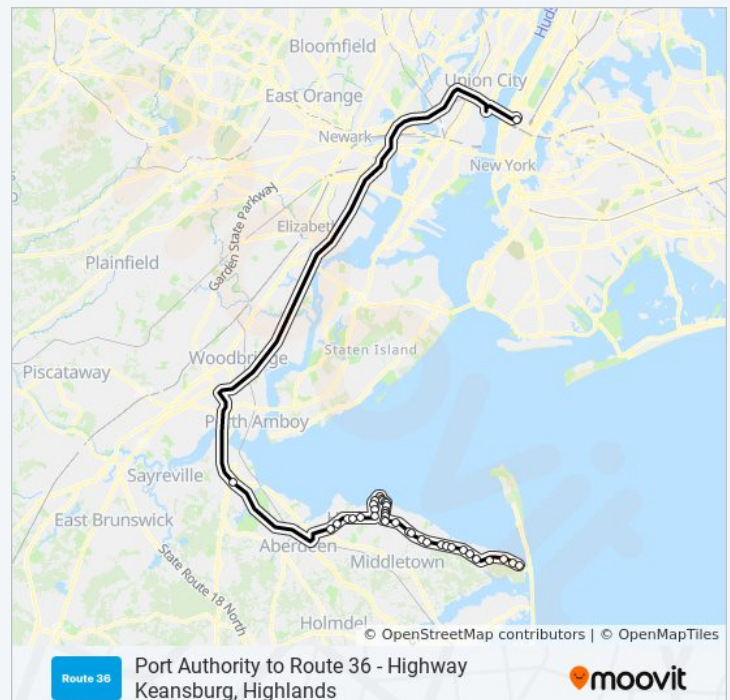 Huds
Bloomfield
Union City
East Orange
Newark
New York
Garden State Parkway
Elizabeth
Plainfield
Woodbridge
Staten Island
Piscataway
Perth Amboy
Sayreville
East Brunswick
Aberdeen
Middletown
State Route 18 North
Holmdel
© OpenStreetMap contributors | © OpenMapTiles
Route 36
Port Authority to Route 36 - Highway
Keansburg, Highlands
moovit